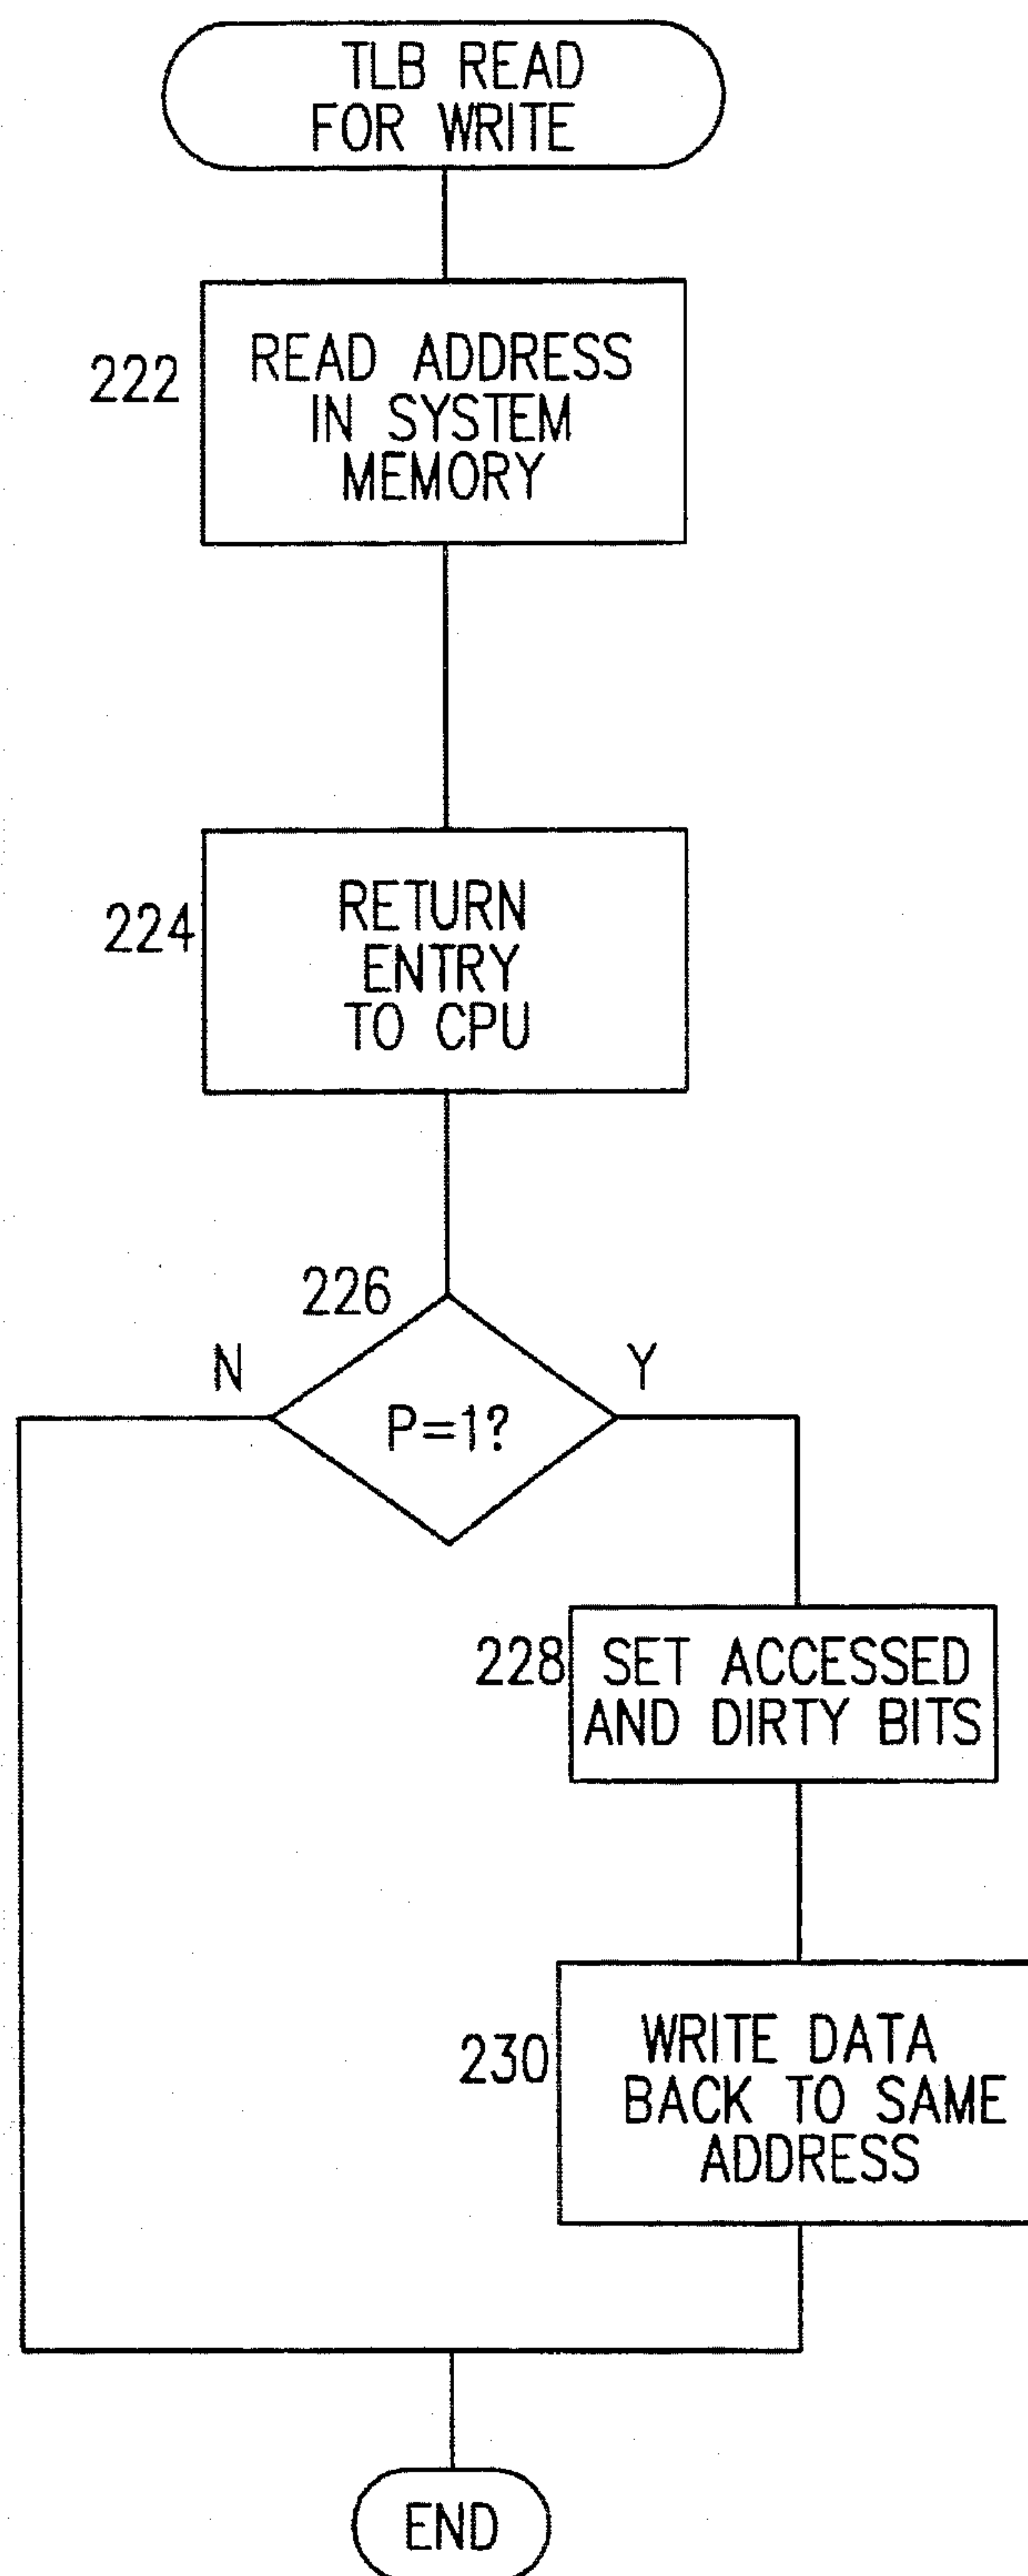 TLB READ
FOR WRITE
222
READ ADDRESS
IN SYSTEM
MEMORY
224
RETURN
ENTRY
TO CPU
226
N
Y
P=1?
228
SET ACCESSED
AND DIRTY BITS
230
WRITE DATA
BACK TO SAME
ADDRESS
END